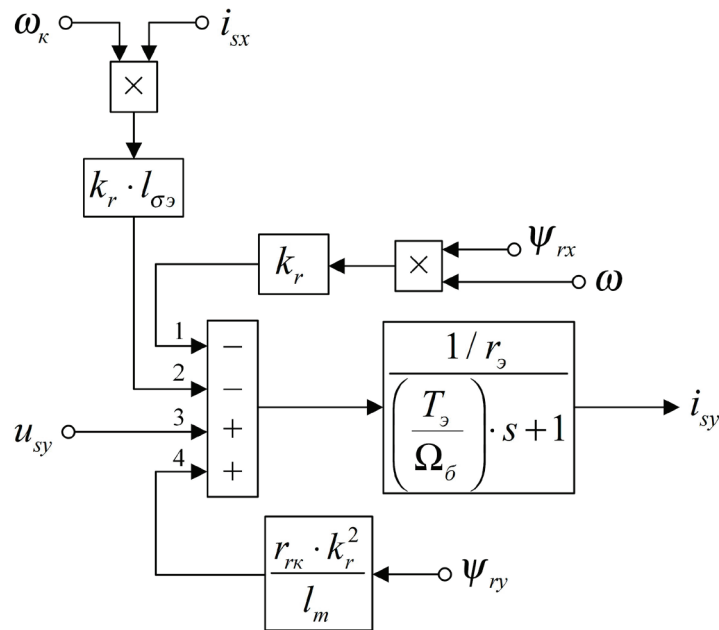 ω_к i_sx
×
k_r · l_σэ
ψ_rx
k_r ×
ω
1 −
2 −
u_sy 3 +
4 +
1 / r_э
(T_э / Ω_б) · s + 1
i_sy
r_rк · k_r^2
l_m
ψ_ry